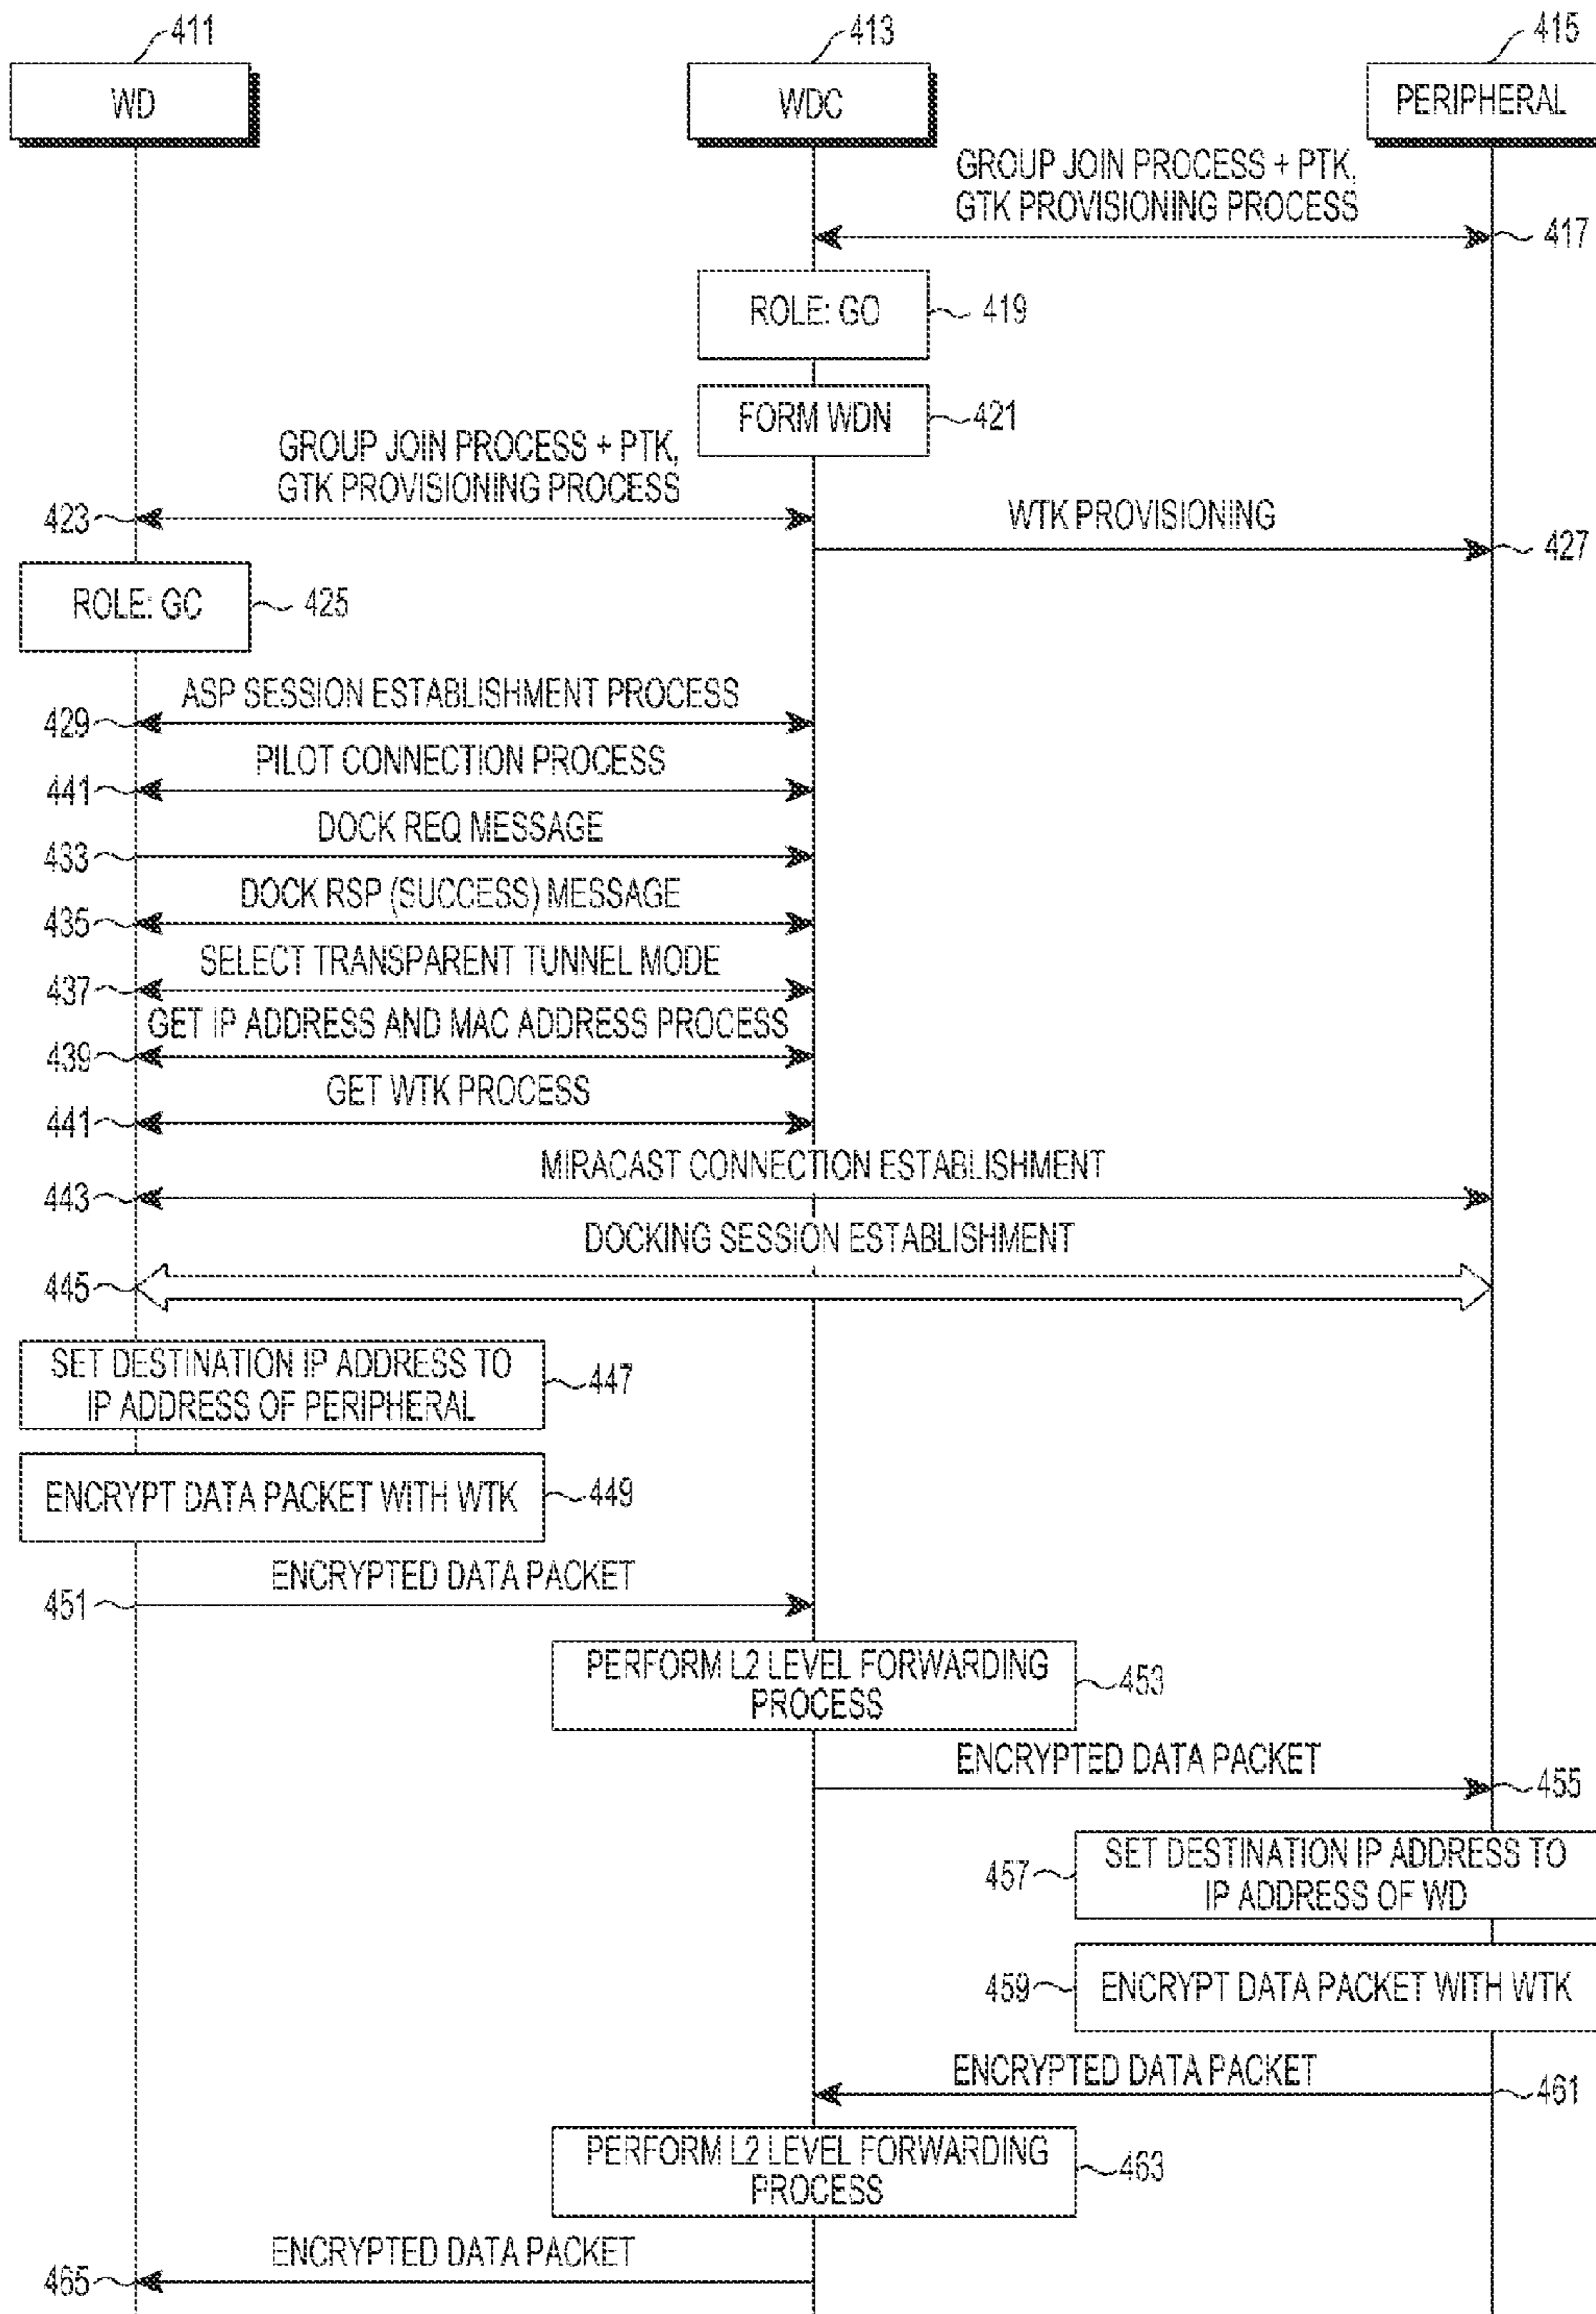 411
413
415
WD
WDC
PERIPHERAL
GROUP JOIN PROCESS + PTK,
GTK PROVISIONING PROCESS
417
ROLE: GO
419
FORM WDN
421
GROUP JOIN PROCESS + PTK,
GTK PROVISIONING PROCESS
423
WTK PROVISIONING
427
ROLE: GC
425
ASP SESSION ESTABLISHMENT PROCESS
429
PILOT CONNECTION PROCESS
441
DOCK REQ MESSAGE
433
DOCK RSP (SUCCESS) MESSAGE
435
SELECT TRANSPARENT TUNNEL MODE
437
GET IP ADDRESS AND MAC ADDRESS PROCESS
439
GET WTK PROCESS
441
MIRACAST CONNECTION ESTABLISHMENT
443
DOCKING SESSION ESTABLISHMENT
445
SET DESTINATION IP ADDRESS TO
IP ADDRESS OF PERIPHERAL
447
ENCRYPT DATA PACKET WITH WTK
449
ENCRYPTED DATA PACKET
451
PERFORM L2 LEVEL FORWARDING
PROCESS
453
ENCRYPTED DATA PACKET
455
SET DESTINATION IP ADDRESS TO
IP ADDRESS OF WD
457
ENCRYPT DATA PACKET WITH WTK
459
ENCRYPTED DATA PACKET
461
PERFORM L2 LEVEL FORWARDING
PROCESS
463
ENCRYPTED DATA PACKET
465